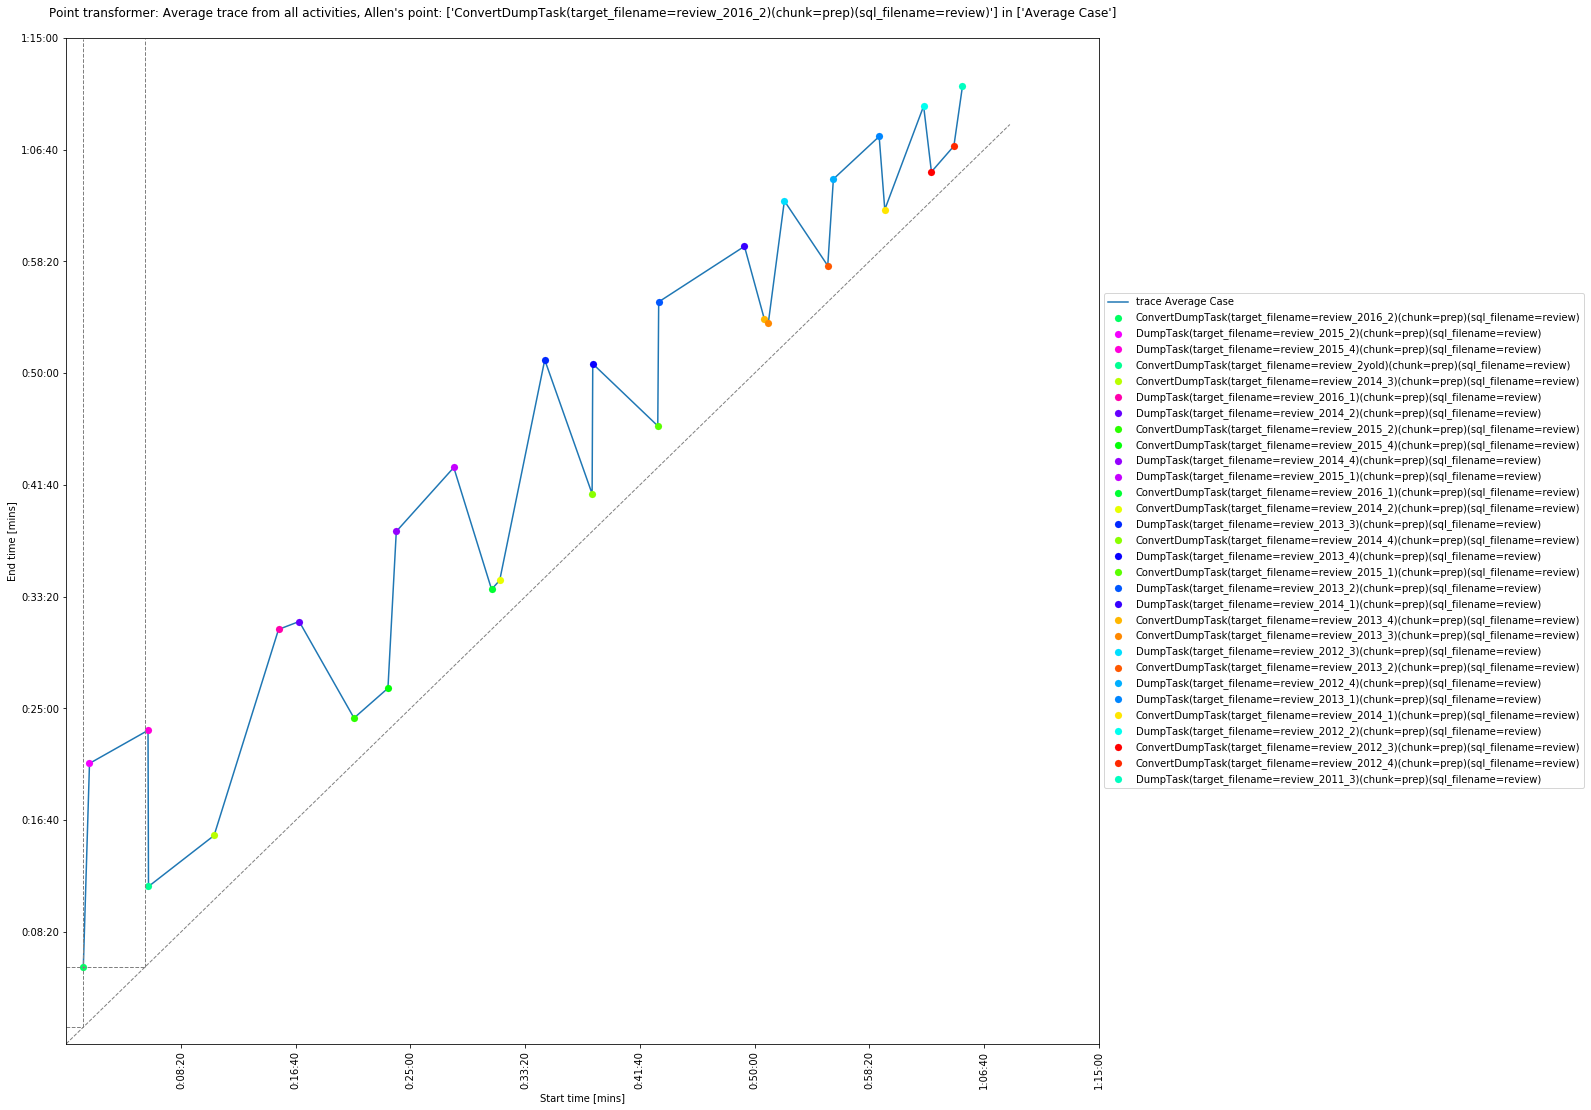 Point transformer: Average trace from all activities, Allen's point: ['ConvertDumpTask(target_filename=review_2016_2)(chunk=prep)(sql_filename=review)'] in ['Average Case']
1:15:00
1:06:40
0:58:20
0:50:00
0:41:40
0:33:20
0:25:00
0:16:40
0:08:20
End time [mins]
0:08:20
0:16:40
0:25:00
0:33:20
0:41:40
0:50:00
0:58:20
1:06:40
1:15:00
Start time [mins]
trace Average Case
ConvertDumpTask(target_filename=review_2016_2)(chunk=prep)(sql_filename=review)
DumpTask(target_filename=review_2015_2)(chunk=prep)(sql_filename=review)
DumpTask(target_filename=review_2015_4)(chunk=prep)(sql_filename=review)
ConvertDumpTask(target_filename=review_2yold)(chunk=prep)(sql_filename=review)
ConvertDumpTask(target_filename=review_2014_3)(chunk=prep)(sql_filename=review)
DumpTask(target_filename=review_2016_1)(chunk=prep)(sql_filename=review)
DumpTask(target_filename=review_2014_2)(chunk=prep)(sql_filename=review)
ConvertDumpTask(target_filename=review_2015_2)(chunk=prep)(sql_filename=review)
ConvertDumpTask(target_filename=review_2015_4)(chunk=prep)(sql_filename=review)
DumpTask(target_filename=review_2014_4)(chunk=prep)(sql_filename=review)
DumpTask(target_filename=review_2015_1)(chunk=prep)(sql_filename=review)
ConvertDumpTask(target_filename=review_2016_1)(chunk=prep)(sql_filename=review)
ConvertDumpTask(target_filename=review_2014_2)(chunk=prep)(sql_filename=review)
DumpTask(target_filename=review_2013_3)(chunk=prep)(sql_filename=review)
ConvertDumpTask(target_filename=review_2014_4)(chunk=prep)(sql_filename=review)
DumpTask(target_filename=review_2013_4)(chunk=prep)(sql_filename=review)
ConvertDumpTask(target_filename=review_2015_1)(chunk=prep)(sql_filename=review)
DumpTask(target_filename=review_2013_2)(chunk=prep)(sql_filename=review)
DumpTask(target_filename=review_2014_1)(chunk=prep)(sql_filename=review)
ConvertDumpTask(target_filename=review_2013_4)(chunk=prep)(sql_filename=review)
ConvertDumpTask(target_filename=review_2013_3)(chunk=prep)(sql_filename=review)
DumpTask(target_filename=review_2012_3)(chunk=prep)(sql_filename=review)
ConvertDumpTask(target_filename=review_2013_2)(chunk=prep)(sql_filename=review)
DumpTask(target_filename=review_2012_4)(chunk=prep)(sql_filename=review)
DumpTask(target_filename=review_2013_1)(chunk=prep)(sql_filename=review)
ConvertDumpTask(target_filename=review_2014_1)(chunk=prep)(sql_filename=review)
DumpTask(target_filename=review_2012_2)(chunk=prep)(sql_filename=review)
ConvertDumpTask(target_filename=review_2012_3)(chunk=prep)(sql_filename=review)
ConvertDumpTask(target_filename=review_2012_4)(chunk=prep)(sql_filename=review)
DumpTask(target_filename=review_2011_3)(chunk=prep)(sql_filename=review)